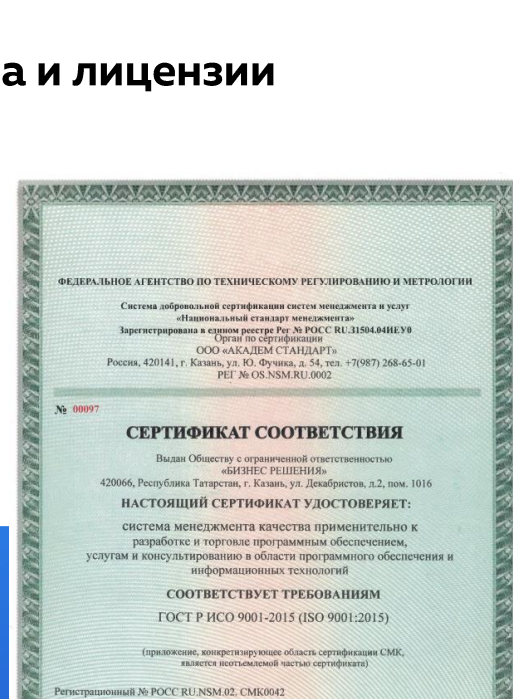 а и лицензии
ФЕДЕРАЛЬНОЕ АГЕНТСТВО ПО ТЕХНИЧЕСКОМУ РЕГУЛИРОВАНИЮ И МЕТРОЛОГИИ
Система добровольной сертификации систем менеджмента и услуг
«Национальный стандарт менеджмента»
Зарегистрирована в едином реестре Рег № РОСС RU.31504.04ИЕУ0
Орган по сертификации
ООО «АКАДЕМ СТАНДАРТ»
Россия, 420141, г. Казань, ул. Ю. Фучика, д. 54, тел. +7(987) 268-65-01
РЕГ № OS.NSM.RU.0002
№ 00097
СЕРТИФИКАТ СООТВЕТСТВИЯ
Выдан Обществу с ограниченной ответственностью
«БИЗНЕС РЕШЕНИЯ»
420066, Республика Татарстан, г. Казань, ул. Декабристов, д.2, пом. 1016
НАСТОЯЩИЙ СЕРТИФИКАТ УДОСТОВЕРЯЕТ:
система менеджмента качества применительно к
разработке и торговле программным обеспечением,
услугам и консультированию в области программного обеспечения и
информационных технологий
СООТВЕТСТВУЕТ ТРЕБОВАНИЯМ
ГОСТ Р ИСО 9001-2015 (ISO 9001:2015)
(приложение, конкретизирующее область сертификации СМК,
является неотъемлемой частью сертификата)
Регистрационный № РОСС RU.NSM.02. СМК0042